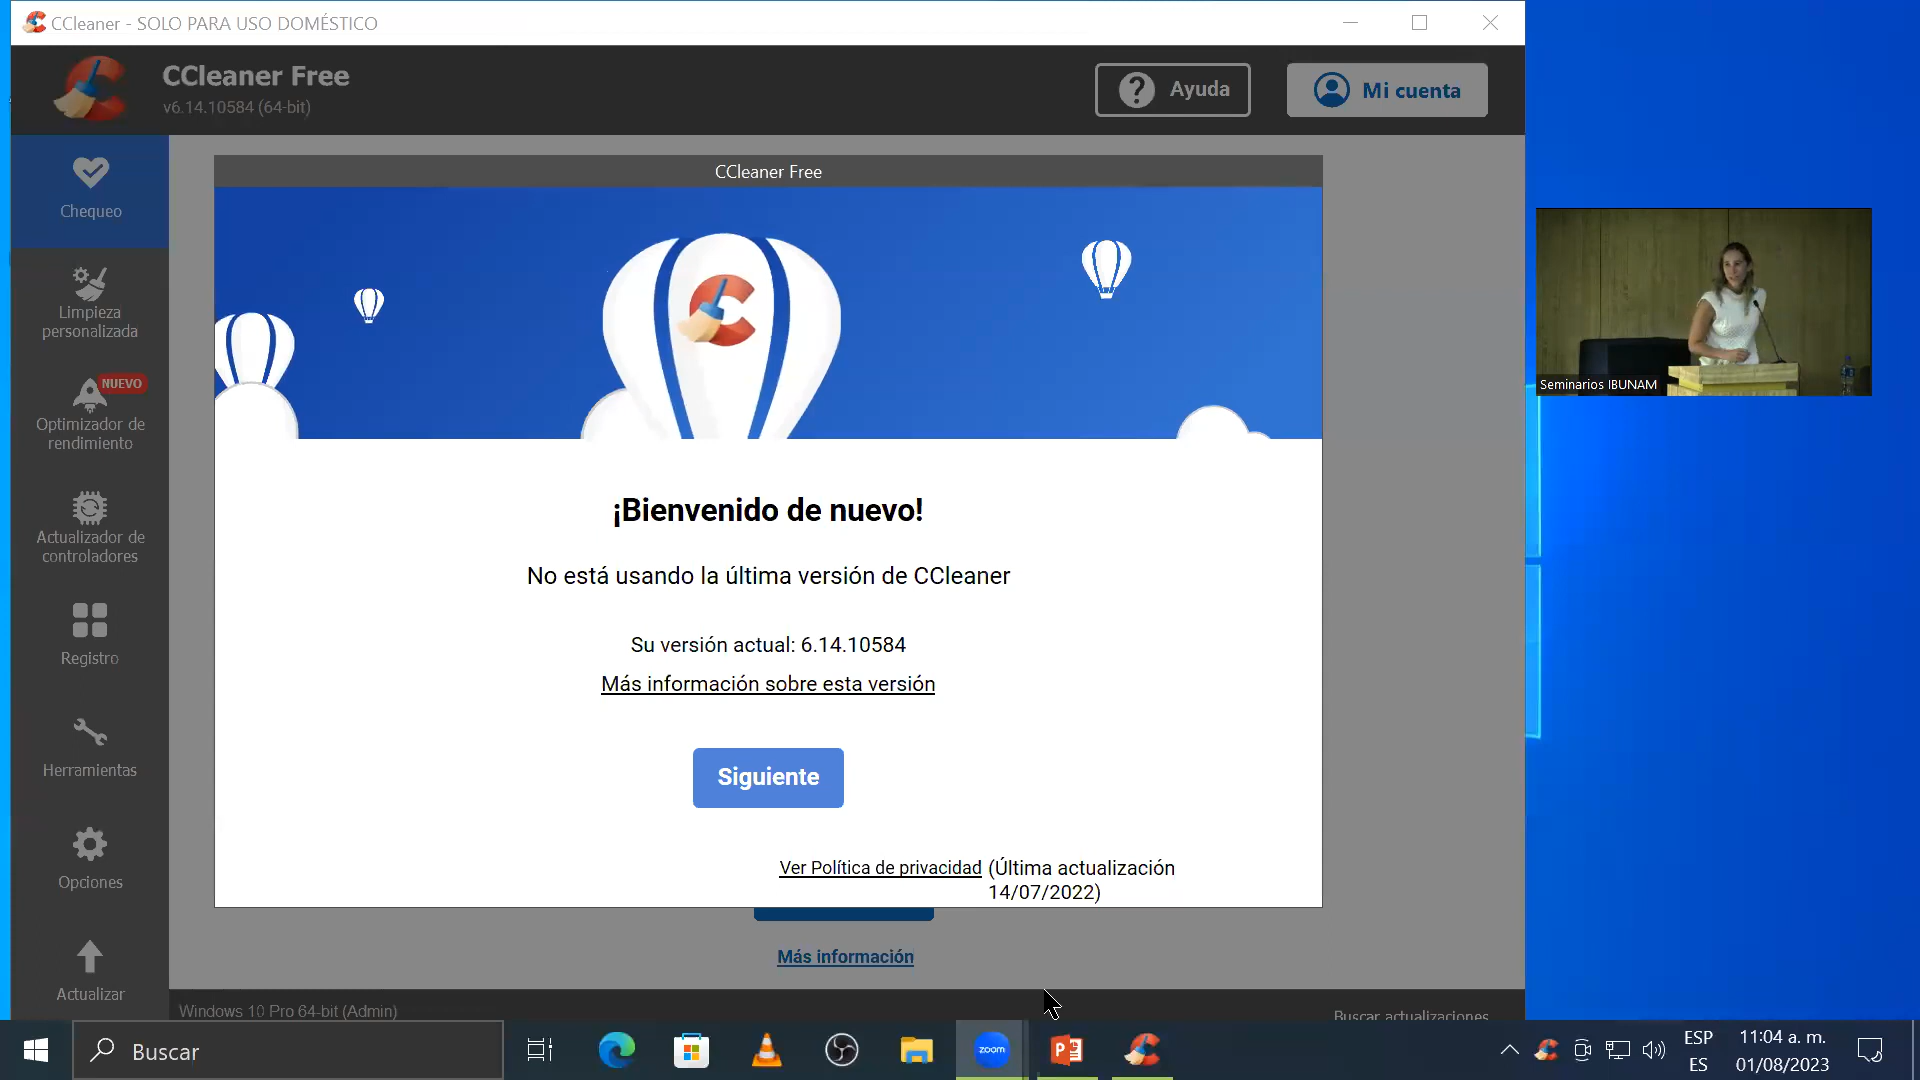 CCleaner - SOLO PARA USO DOMÉSTICO
CCleaner Free
v6.14.10584 (64-bit)
Ayuda
Mi cuenta
Chequeo
Limpieza
personalizada
NUEVO
Optimizador de
rendimiento
Actualizador de
controladores
Registro
Herramientas
Opciones
Actualizar
CCleaner Free
¡Bienvenido de nuevo!
No está usando la última versión de CCleaner
Su versión actual: 6.14.10584
Más información sobre esta versión
Siguiente
Ver Política de privacidad (Última actualización
14/07/2022)
Más información
Windows 10 Pro 64-bit (Admin)
Buscar actualizaciones
Seminarios IBUNAM
Buscar
zoom
ESP
ES
11:04 a. m.
01/08/2023